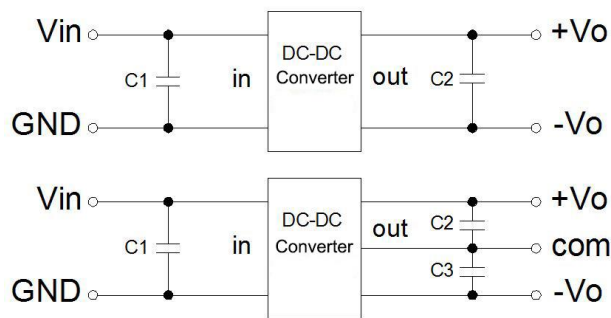 Vin
+Vo
DC-DC
Converter
C1
in
out
C2
GND
-Vo
Vin
+Vo
DC-DC
Converter
out
C2
C1
in
com
C3
GND
-Vo